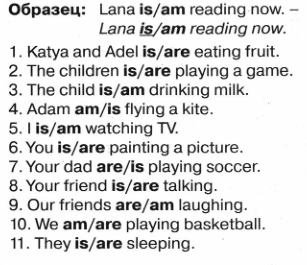 Образец: Lana is/am reading now. –
Lana is/am reading now.
1. Katya and Adel is/are eating fruit.
2. The children is/are playing a game.
3. The child is/am drinking milk.
4. Adam am/is flying a kite.
5. I is/am watching TV.
6. You is/are painting a picture.
7. Your dad are/is playing soccer.
8. Your friend is/are talking.
9. Our friends are/am laughing.
10. We am/are playing basketball.
11. They is/are sleeping.